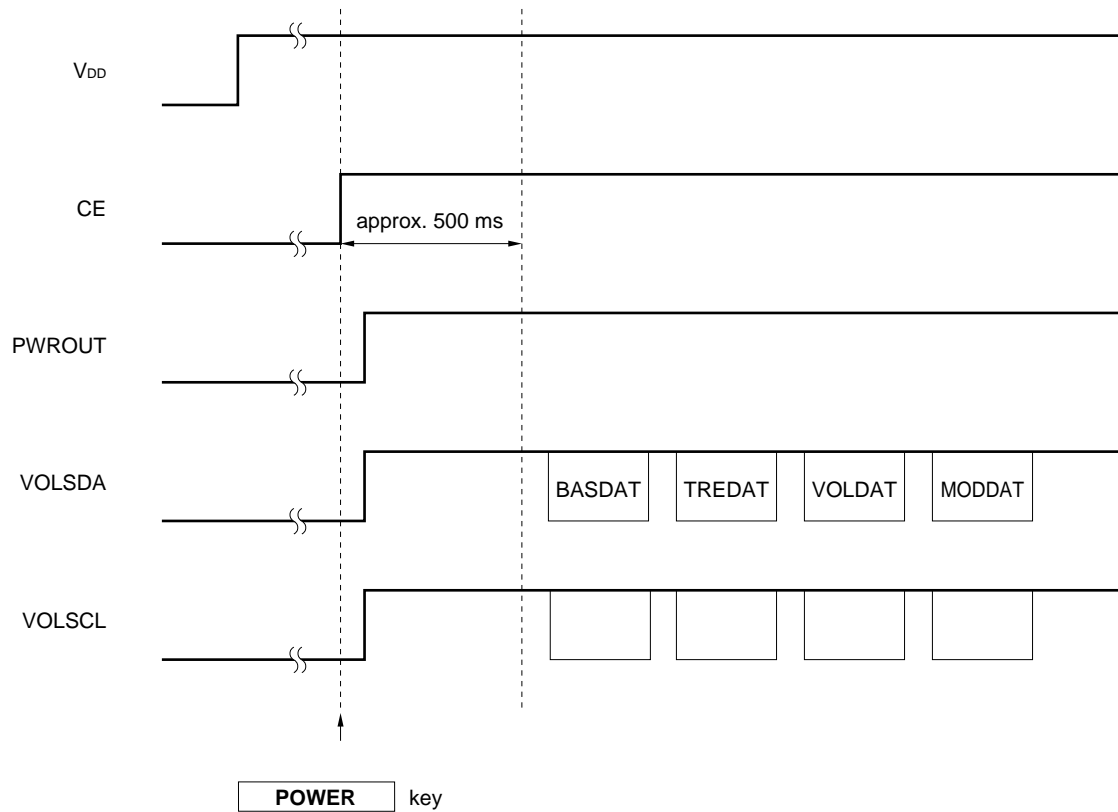 VDD
CE
approx. 500 ms
PWROUT
VOLSDA
BASDAT TREDAT VOLDAT MODDAT
VOLSCL
POWER key